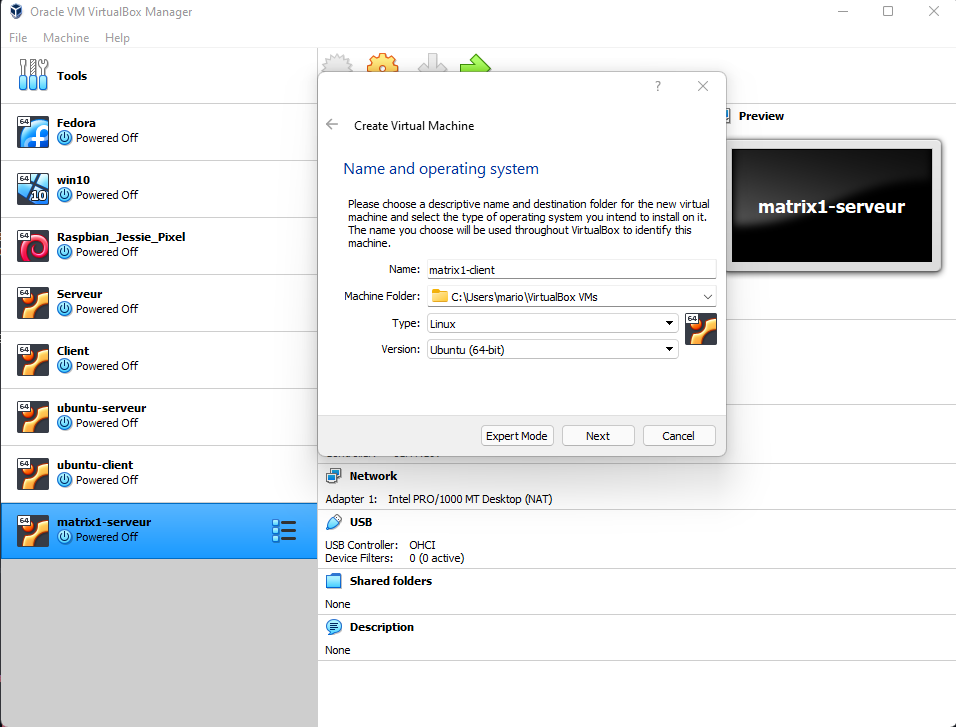 Oracle VM VirtualBox Manager
File Machine Help
Tools
64
Fedora
Powered Off
64
10
win10
Powered Off
64
Raspbian_Jessie_Pixel
Powered Off
64
Serveur
Powered Off
64
Client
Powered Off
64
ubuntu-serveur
Powered Off
64
ubuntu-client
Powered Off
64
matrix1-serveur
Powered Off
?
Create Virtual Machine
Name and operating system
Please choose a descriptive name and destination folder for the new virtual
machine and select the type of operating system you intend to install on it.
The name you choose will be used throughout VirtualBox to identify this
machine.
Name: matrix1-client
Machine Folder: C:\Users\mario\VirtualBox VMs
Type: Linux
64
Version: Ubuntu (64-bit)
Expert Mode Next Cancel
Preview
matrix1-serveur
Network
Adapter 1: Intel PRO/1000 MT Desktop (NAT)
USB
USB Controller: OHCI
Device Filters: 0 (0 active)
Shared folders
None
Description
None